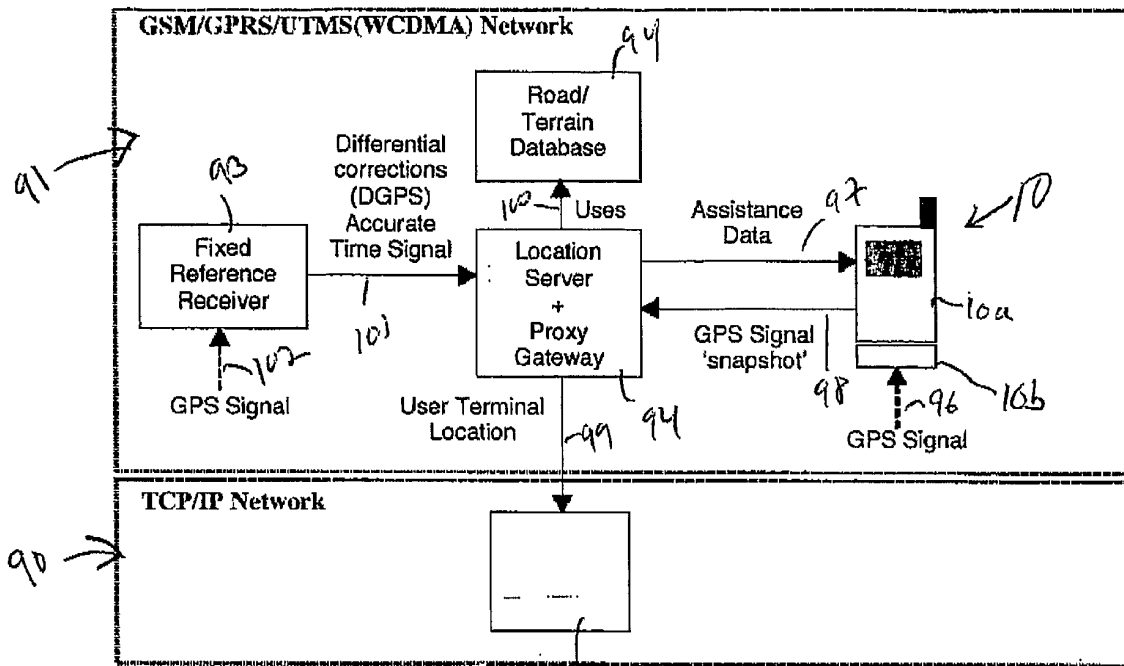 GSM/GPRS/UTMS(WCDMA) Network
94
Road/
Terrain
Database
91
93
Differential
corrections
(DGPS)
Accurate
Time Signal
100
Uses
Assistance
Data
97
10
Fixed
Reference
Receiver
Location
Server
+
Proxy
Gateway
10a
101
GPS Signal
'snapshot'
102
98
10b
GPS Signal
User Terminal
Location
99
94
96
GPS Signal
TCP/IP Network
90